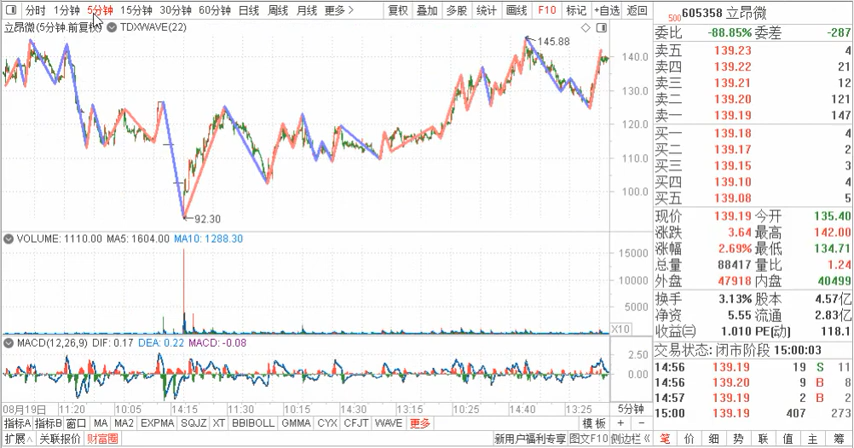 分时 1分钟 5分钟 15分钟 30分钟 60分钟 日线 周线 月线 更多 > 复权 叠加 多股 统计 画线 F10 标记 +自选 返回
立昂微(5分钟.前复权) TDXWAVE(22)
145.88
140.0
130.0
120.0
110.0
100.0
92.30
VOLUME: 1110.00 MA5: 1604.00 MA10: 1288.30
15000
10000
5000
X10
MACD(12,26,9) DIF: 0.17 DEA: 0.22 MACD: -0.08
2.50
0.00
08月19日 11:20 10:05 14:15 11:30 10:15 14:30 10:25 14:40 13:25 5分钟
指标A 指标B 窗口 MA MA2 EXPMA SQJZ XT BBIBOLL GMMA CYX CFJT WAVE 更多 模板 + −
扩展∧ 关联报价 财富圈 新用户福利专享 图文F10 侧边栏 《
500 605358 立昂微
委比 -88.85% 委差 -287
卖五 139.23 4
卖四 139.22 21
卖三 139.21 12
卖二 139.20 121
卖一 139.19 147
买一 139.18 4
买二 139.17 2
买三 139.15 3
买四 139.10 4
买五 139.08 5
现价 139.19 今开 135.40
涨跌 3.64 最高 142.00
涨幅 2.69% 最低 134.71
总量 88417 量比 1.24
外盘 47918 内盘 40499
换手 3.13% 股本 4.57亿
净资 5.55 流通 2.83亿
收益㈢ 1.010 PE(动) 118.1
交易状态: 闭市阶段 15:00:03
14:56 139.19 19 S 11
14:56 139.20 9 B 8
14:57 139.19 2 B 2
15:00 139.19 407 273
笔 价 细 势 联 值 主 筹